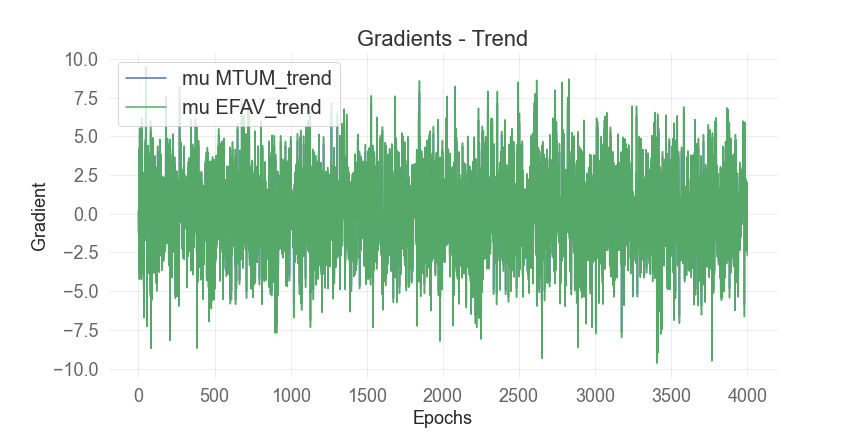 Gradients - Trend
mu MTUM_trend
mu EFAV_trend
10.0
7.5
5.0
2.5
0.0
−2.5
−5.0
−7.5
−10.0
Gradient
0 500 1000 1500 2000 2500 3000 3500 4000
Epochs